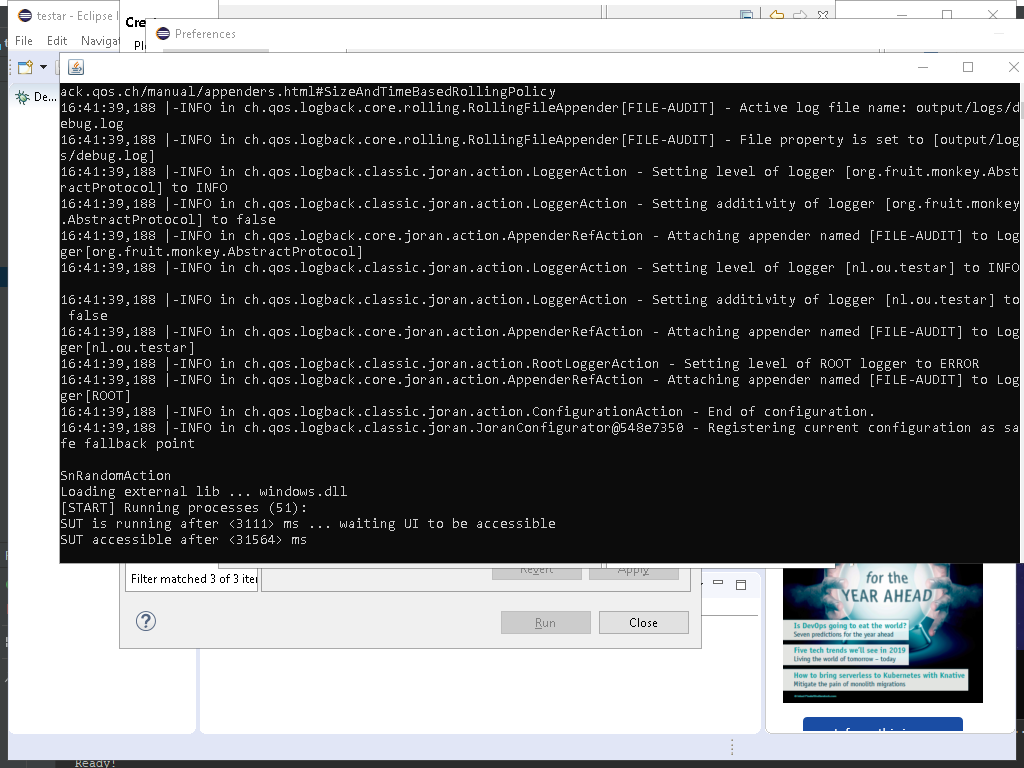 testar - Eclipse I
Cre
Preferences
File Edit Navigat
Pl
De...
ack.qos.ch/manual/appenders.html#SizeAndTimeBasedRollingPolicy
16:41:39,188 |-INFO in ch.qos.logback.core.rolling.RollingFileAppender[FILE-AUDIT] - Active log file name: output/logs/d
ebug.log
16:41:39,188 |-INFO in ch.qos.logback.core.rolling.RollingFileAppender[FILE-AUDIT] - File property is set to [output/log
s/debug.log]
16:41:39,188 |-INFO in ch.qos.logback.classic.joran.action.LoggerAction - Setting level of logger [org.fruit.monkey.Abst
ractProtocol] to INFO
16:41:39,188 |-INFO in ch.qos.logback.classic.joran.action.LoggerAction - Setting additivity of logger [org.fruit.monkey
.AbstractProtocol] to false
16:41:39,188 |-INFO in ch.qos.logback.core.joran.action.AppenderRefAction - Attaching appender named [FILE-AUDIT] to Log
ger[org.fruit.monkey.AbstractProtocol]
16:41:39,188 |-INFO in ch.qos.logback.classic.joran.action.LoggerAction - Setting level of logger [nl.ou.testar] to INFO
16:41:39,188 |-INFO in ch.qos.logback.classic.joran.action.LoggerAction - Setting additivity of logger [nl.ou.testar] to
false
16:41:39,188 |-INFO in ch.qos.logback.core.joran.action.AppenderRefAction - Attaching appender named [FILE-AUDIT] to Log
ger[nl.ou.testar]
16:41:39,188 |-INFO in ch.qos.logback.classic.joran.action.RootLoggerAction - Setting level of ROOT logger to ERROR
16:41:39,188 |-INFO in ch.qos.logback.core.joran.action.AppenderRefAction - Attaching appender named [FILE-AUDIT] to Log
ger[ROOT]
16:41:39,188 |-INFO in ch.qos.logback.classic.joran.action.ConfigurationAction - End of configuration.
16:41:39,188 |-INFO in ch.qos.logback.classic.joran.JoranConfigurator@548e7350 - Registering current configuration as sa
fe fallback point
SnRandomAction
Loading external lib ... windows.dll
[START] Running processes (51):
SUT is running after <3111> ms ... waiting UI to be accessible
SUT accessible after <31564> ms
Filter matched 3 of 3 iter
Revert Apply
Run Close
for the
YEAR AHEAD
Is DevOps going to eat the world?
Seven predictions for the year ahead
Five tech trends we'll see in 2019
Living the world of tomorrow – today
How to bring serverless to Kubernetes with Knative
Mitigate the pain of monolith migrations
Ready!